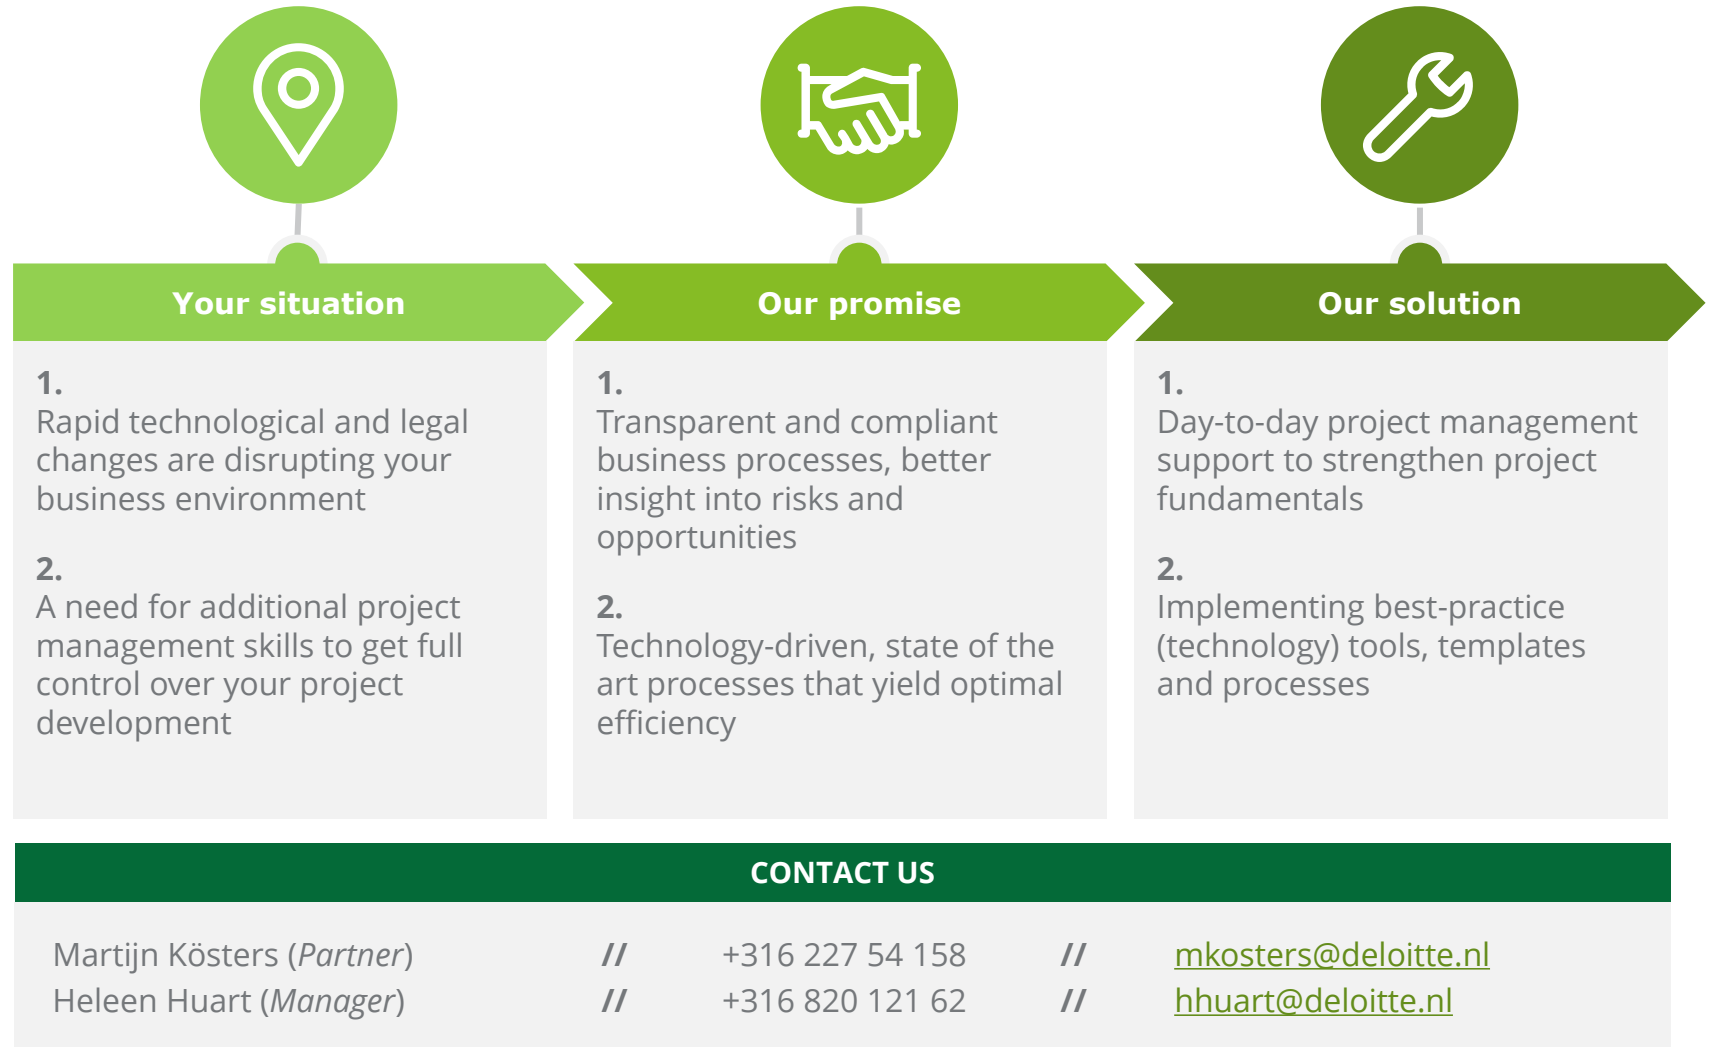 Your situation
Our promise
Our solution
1.
Rapid technological and legal
changes are disrupting your
business environment
2.
A need for additional project
management skills to get full
control over your project
development
1.
Transparent and compliant
business processes, better
insight into risks and
opportunities
2.
Technology-driven, state of the
art processes that yield optimal
efficiency
1.
Day-to-day project management
support to strengthen project
fundamentals
2.
Implementing best-practice
(technology) tools, templates
and processes
CONTACT US
Martijn Kösters (Partner) // +316 227 54 158 // mkosters@deloitte.nl
Heleen Huart (Manager) // +316 820 121 62 // hhuart@deloitte.nl